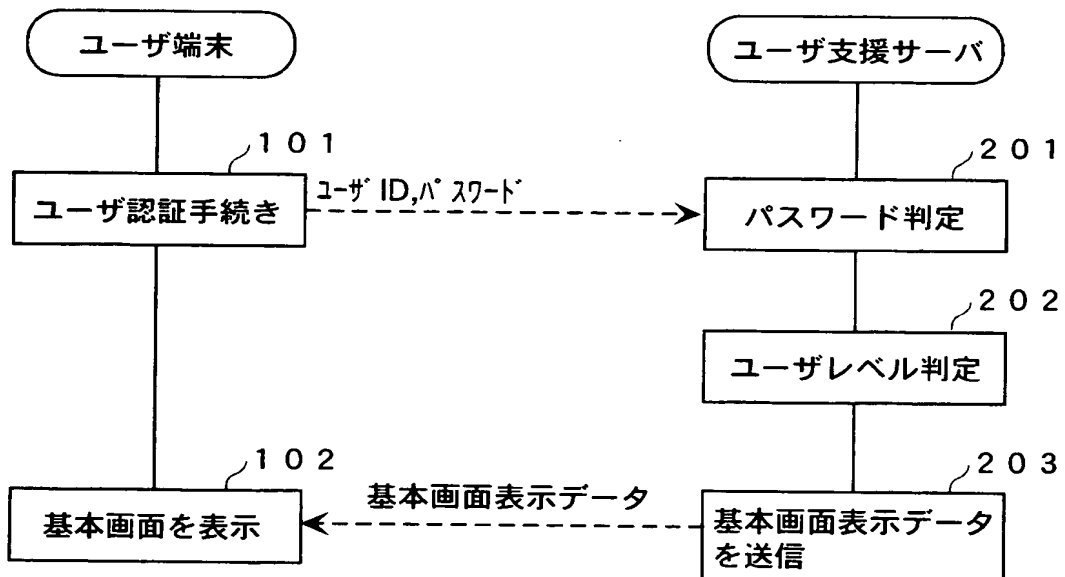 ユーザ端末
ユーザ支援サーバ
101
201
ユーザ認証手続き
ユーザID,パスワード
パスワード判定
202
ユーザレベル判定
102
203
基本画面を表示
基本画面表示データ
基本画面表示データ
を送信